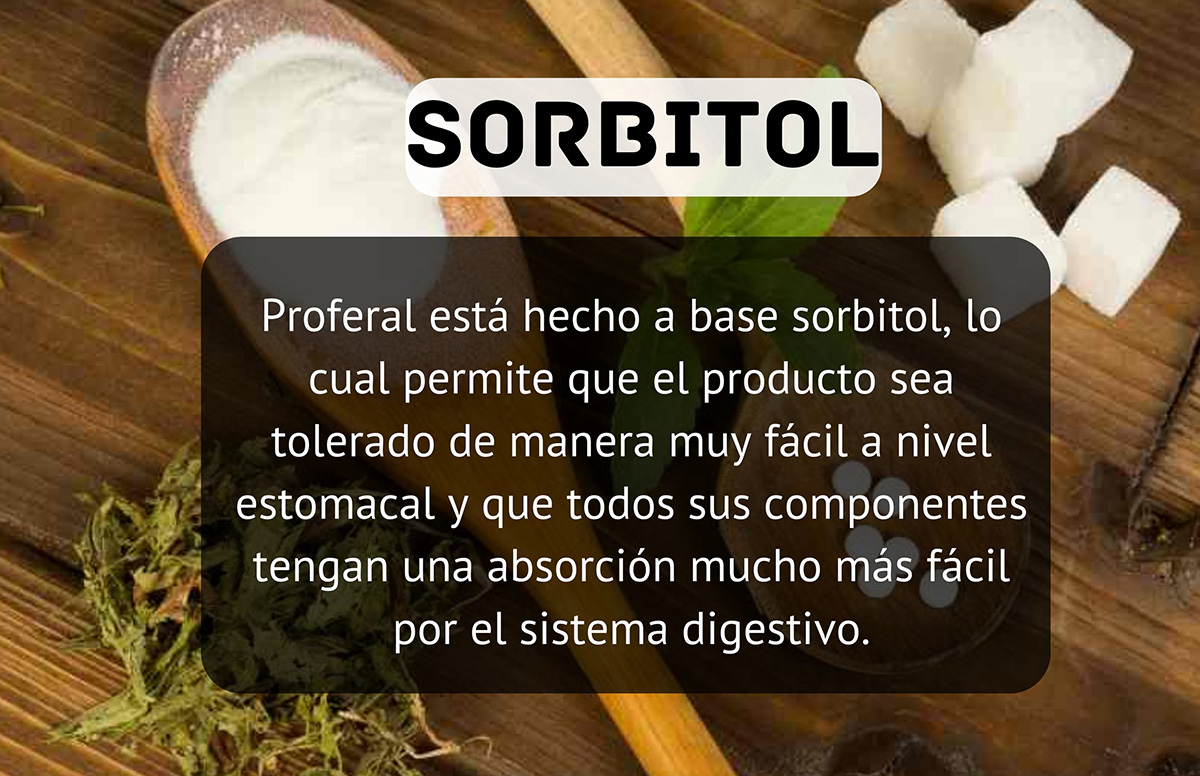 SORBITOL
Proferal está hecho a base sorbitol, lo
cual permite que el producto sea
tolerado de manera muy fácil a nivel
estomacal y que todos sus componentes
tengan una absorción mucho más fácil
por el sistema digestivo.